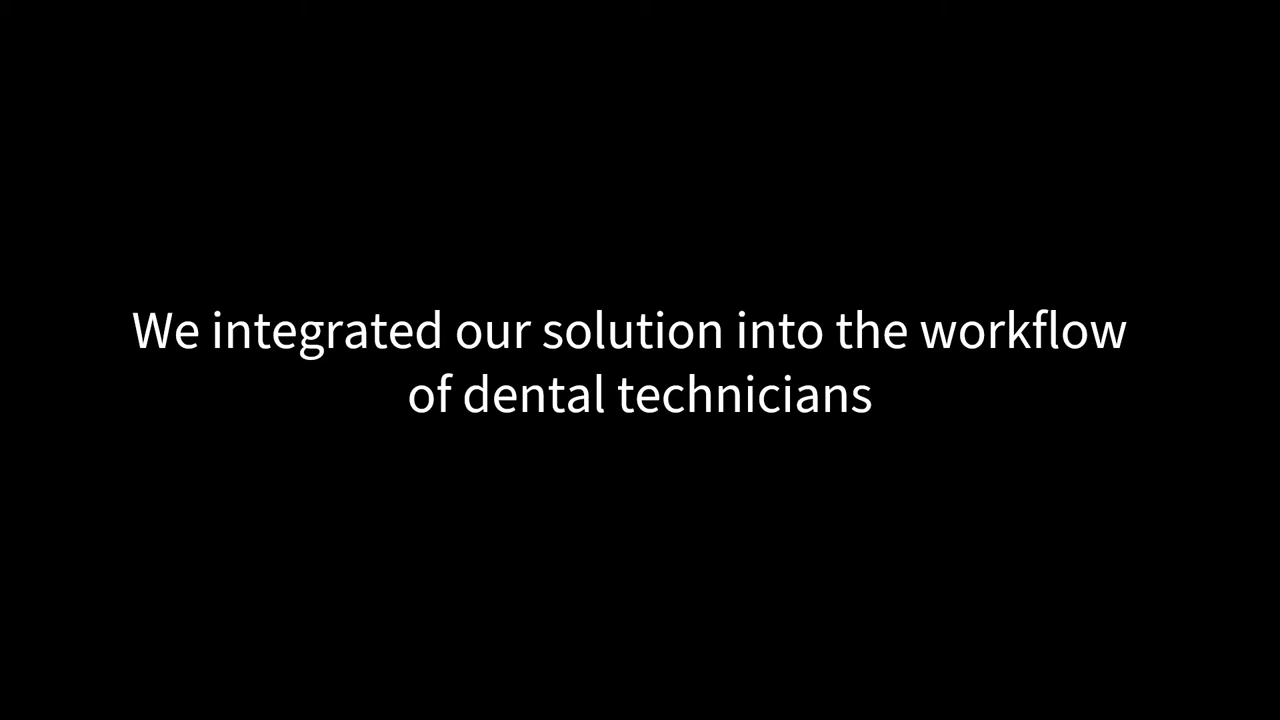 We integrated our solution into the workflow
of dental technicians